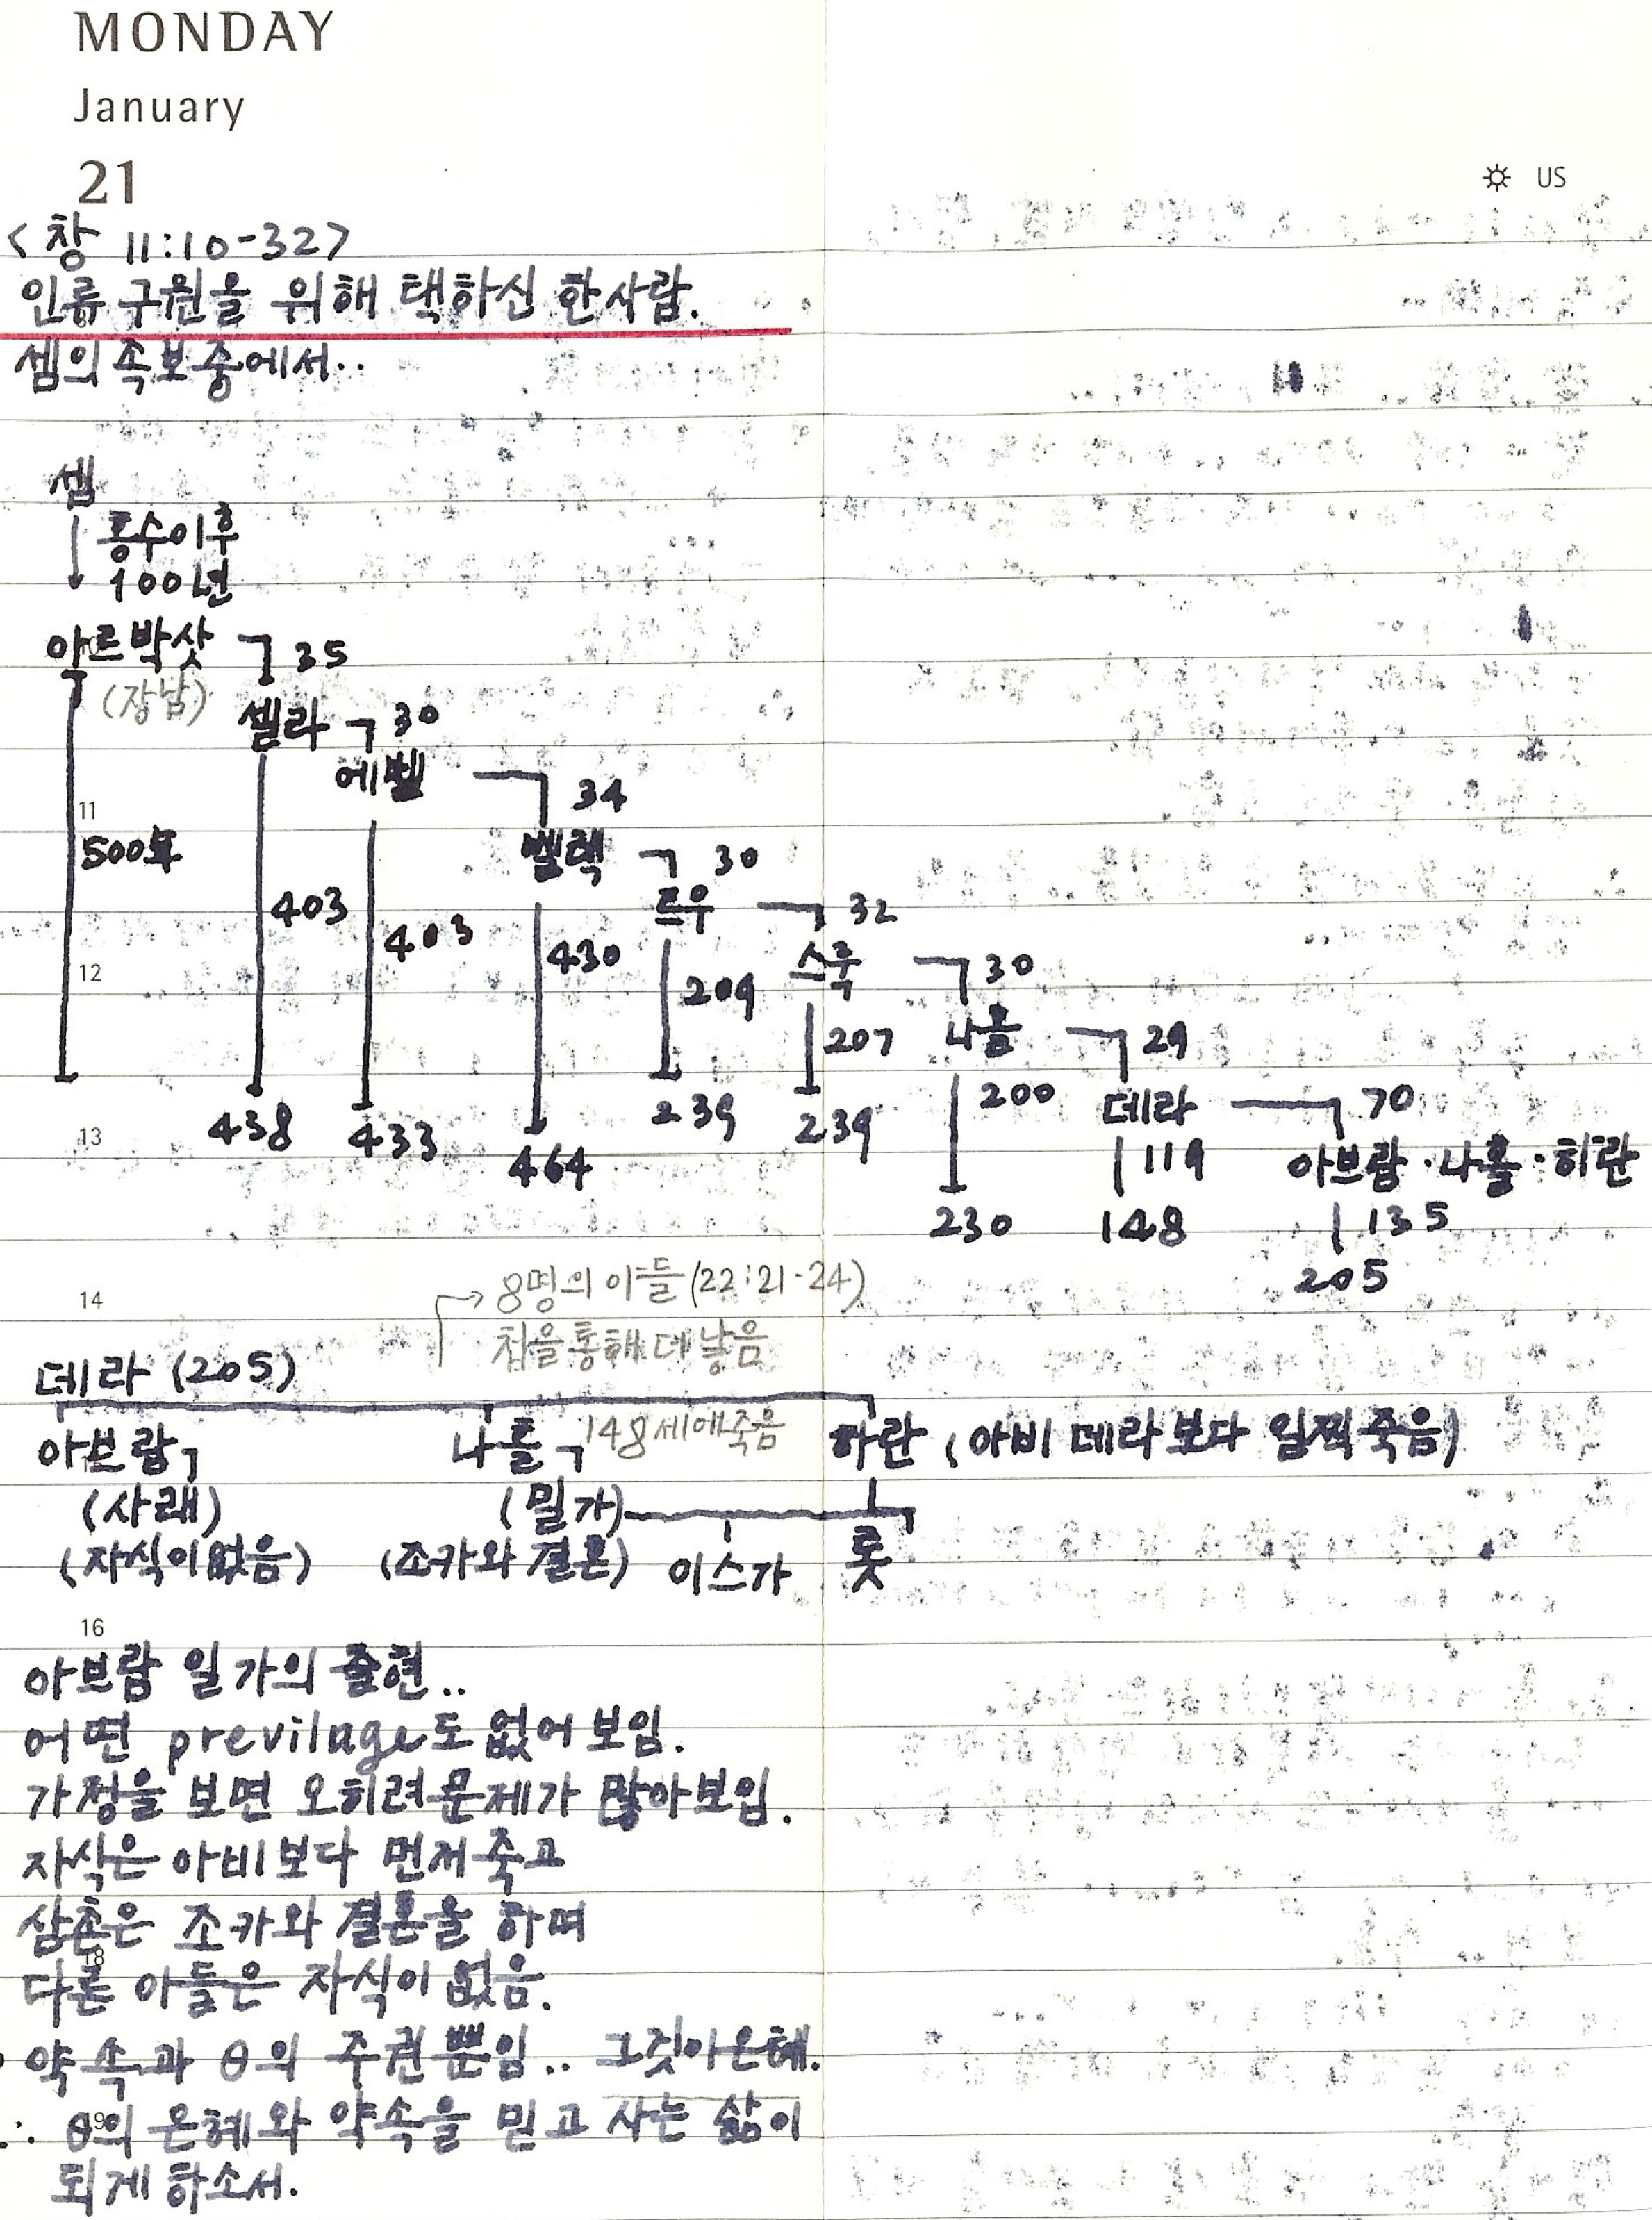 MONDAY
January
21
☼ US
<창 11:10-32>
인류 구원을 위해 택하신 한사람.
셈의 족보중에서..
셈
홍수이후
100년
아르박삿 35
(장남)
셀라 30
에벨 34
11
500年
벨렉 30
르우 32
403
403
430
209
스룩 30
12
207
나홀 29
200
데라 70
438
433
464
239
239
13
119
아브람·나홀·하란
230
148
135
205
14
8명의 아들(22:21-24)
첩을통해 더 낳음
데라 (205)
아브람
나홀
148세에죽음
하란 (아비 데라보다 일찍죽음)
(사래)
(밀가)
(자식이없음)
(조카와 결혼)
이스가
롯
16
아브람 일가의 출현..
어떤 previlage도 없어보임.
가정을 보면 오히려문제가 많아보임.
자식은 아비보다 먼저죽고
삼촌은 조카와 결혼을 하며
18
다른 아들은 자식이 없음.
약속과 θ의 주권뿐임.. 그것이은혜.
19
∴ θ의 은혜와 약속을 믿고 사는 삶이
되게하소서.